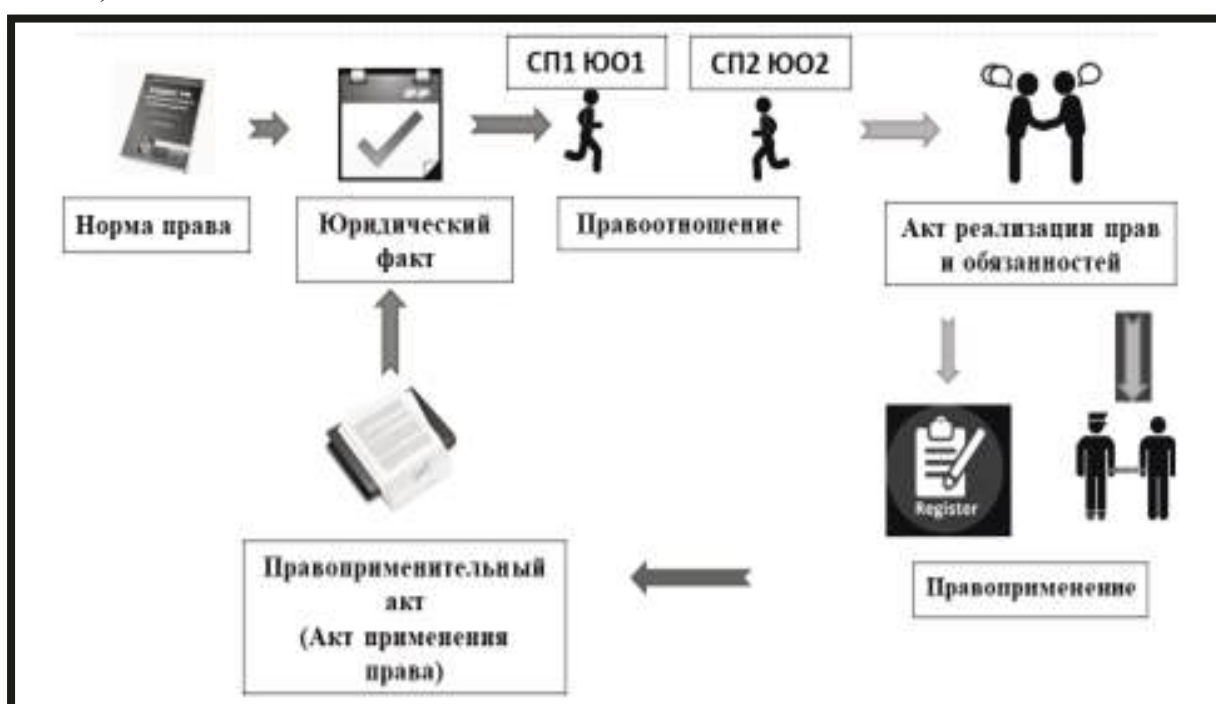 СП1 ЮО1
СП2 ЮО2
Норма права
Юридический
факт
Правоотношение
Акт реализации прав
и обязанностей
Register
Правоприменительный
акт
(Акт применения
права)
Правоприменение